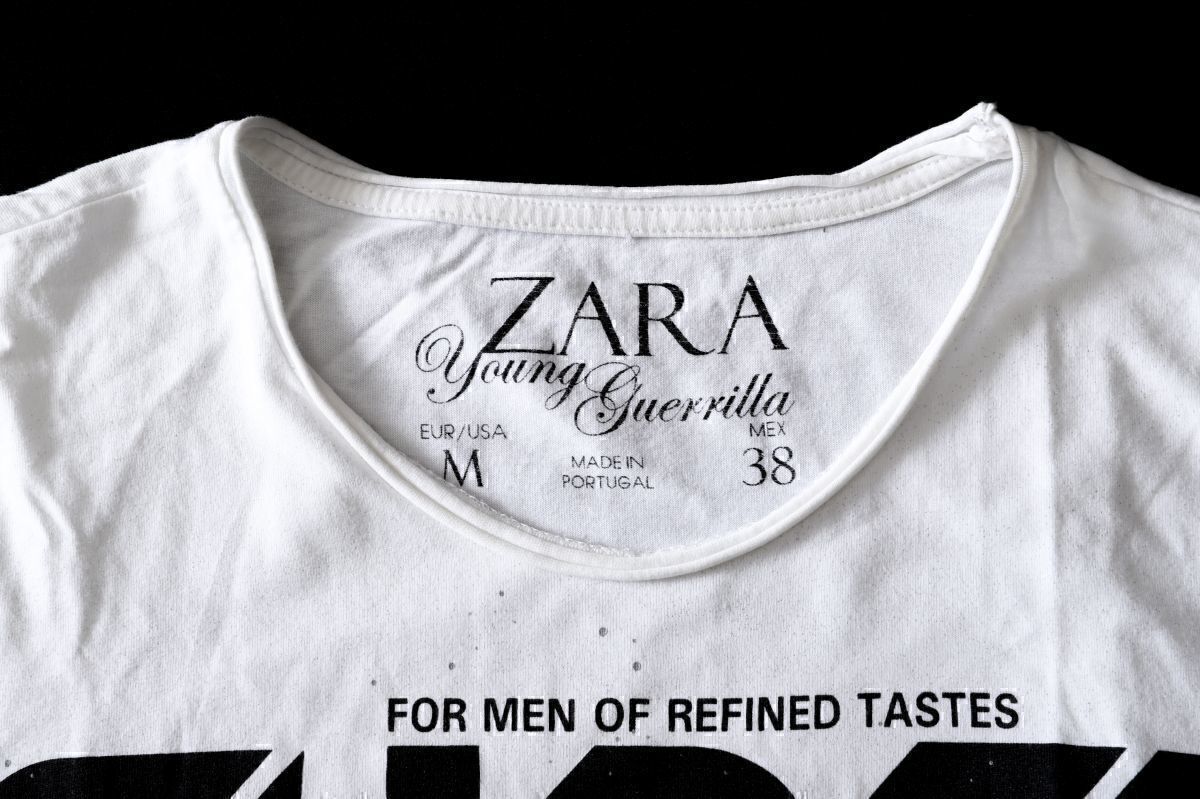 ZARA
Young Guerrilla
EUR/USA MEX
M MADE IN 38
PORTUGAL
FOR MEN OF REFINED TASTES